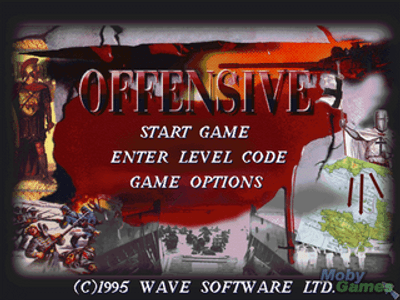 OFFENSIVE
START GAME
ENTER LEVEL CODE
GAME OPTIONS
(C)1995 WAVE SOFTWARE LTD.
Moby
Games